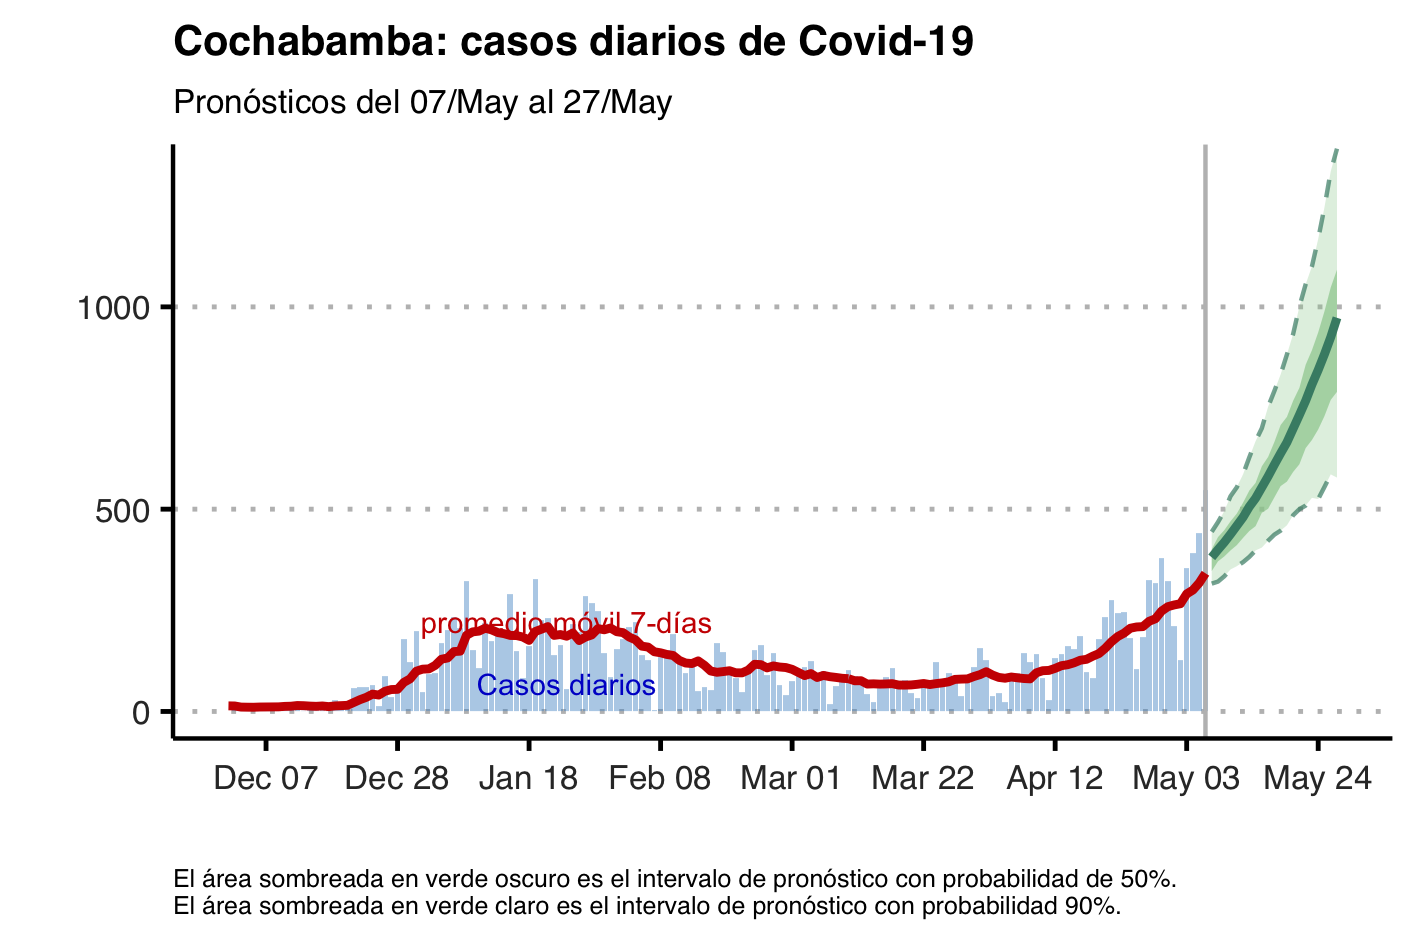 Cochabamba: casos diarios de Covid-19
Pronósticos del 07/May al 27/May
1000
500
0
promedio móvil 7-días
Casos diarios
Dec 07 Dec 28 Jan 18 Feb 08 Mar 01 Mar 22 Apr 12 May 03 May 24
El área sombreada en verde oscuro es el intervalo de pronóstico con probabilidad de 50%.
El área sombreada en verde claro es el intervalo de pronóstico con probabilidad 90%.